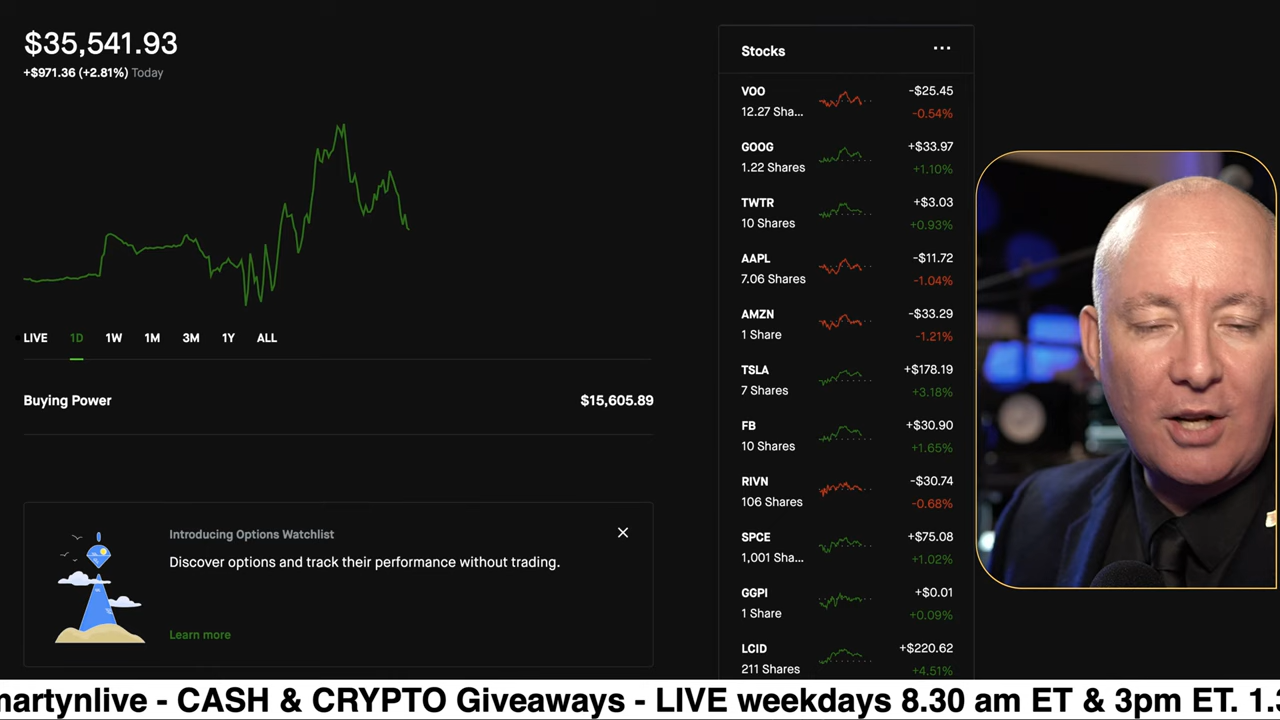 $35,541.93
+$971.36 (+2.81%) Today
LIVE 1D 1W 1M 3M 1Y ALL
Buying Power $15,605.89
Introducing Options Watchlist
Discover options and track their performance without trading.
Learn more
Stocks
VOO -$25.45
12.27 Sha... -0.54%
GOOG +$33.97
1.22 Shares +1.10%
TWTR +$3.03
10 Shares +0.93%
AAPL -$11.72
7.06 Shares -1.04%
AMZN -$33.29
1 Share -1.21%
TSLA +$178.19
7 Shares +3.18%
FB +$30.90
10 Shares +1.65%
RIVN -$30.74
106 Shares -0.68%
SPCE +$75.08
1,001 Sha... +1.02%
GGPI +$0.01
1 Share +0.09%
LCID +$220.62
211 Shares +4.51%
martynlive - CASH & CRYPTO Giveaways - LIVE weekdays 8.30 am ET & 3pm ET. 1.3